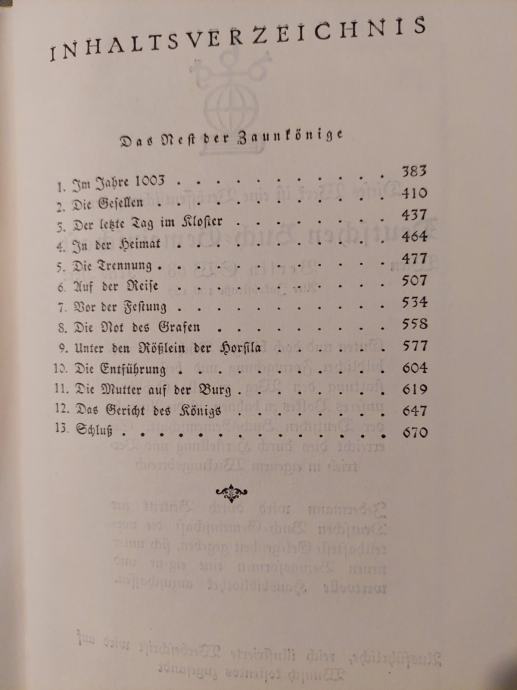 INHALTSVERZEICHNIS
Das Nest der Zaunkönige
1. Im Jahre 1003 . . . . . . . . . . . 383
2. Die Gesellen . . . . . . . . . . . 410
3. Der letzte Tag im Kloster . . . . . . . . 437
4. In der Heimat . . . . . . . . . . . 464
5. Die Trennung . . . . . . . . . . . . 477
6. Auf der Reise . . . . . . . . . . . 507
7. Vor der Festung . . . . . . . . . . . 534
8. Die Not des Grafen . . . . . . . . . 558
9. Unter den Rößlein der Horsila . . . . . . 577
10. Die Entführung . . . . . . . . . . . 604
11. Die Mutter auf der Burg . . . . . . . . 619
12. Das Gericht des Königs . . . . . . . . 647
13. Schluß . . . . . . . . . . . . . . 670